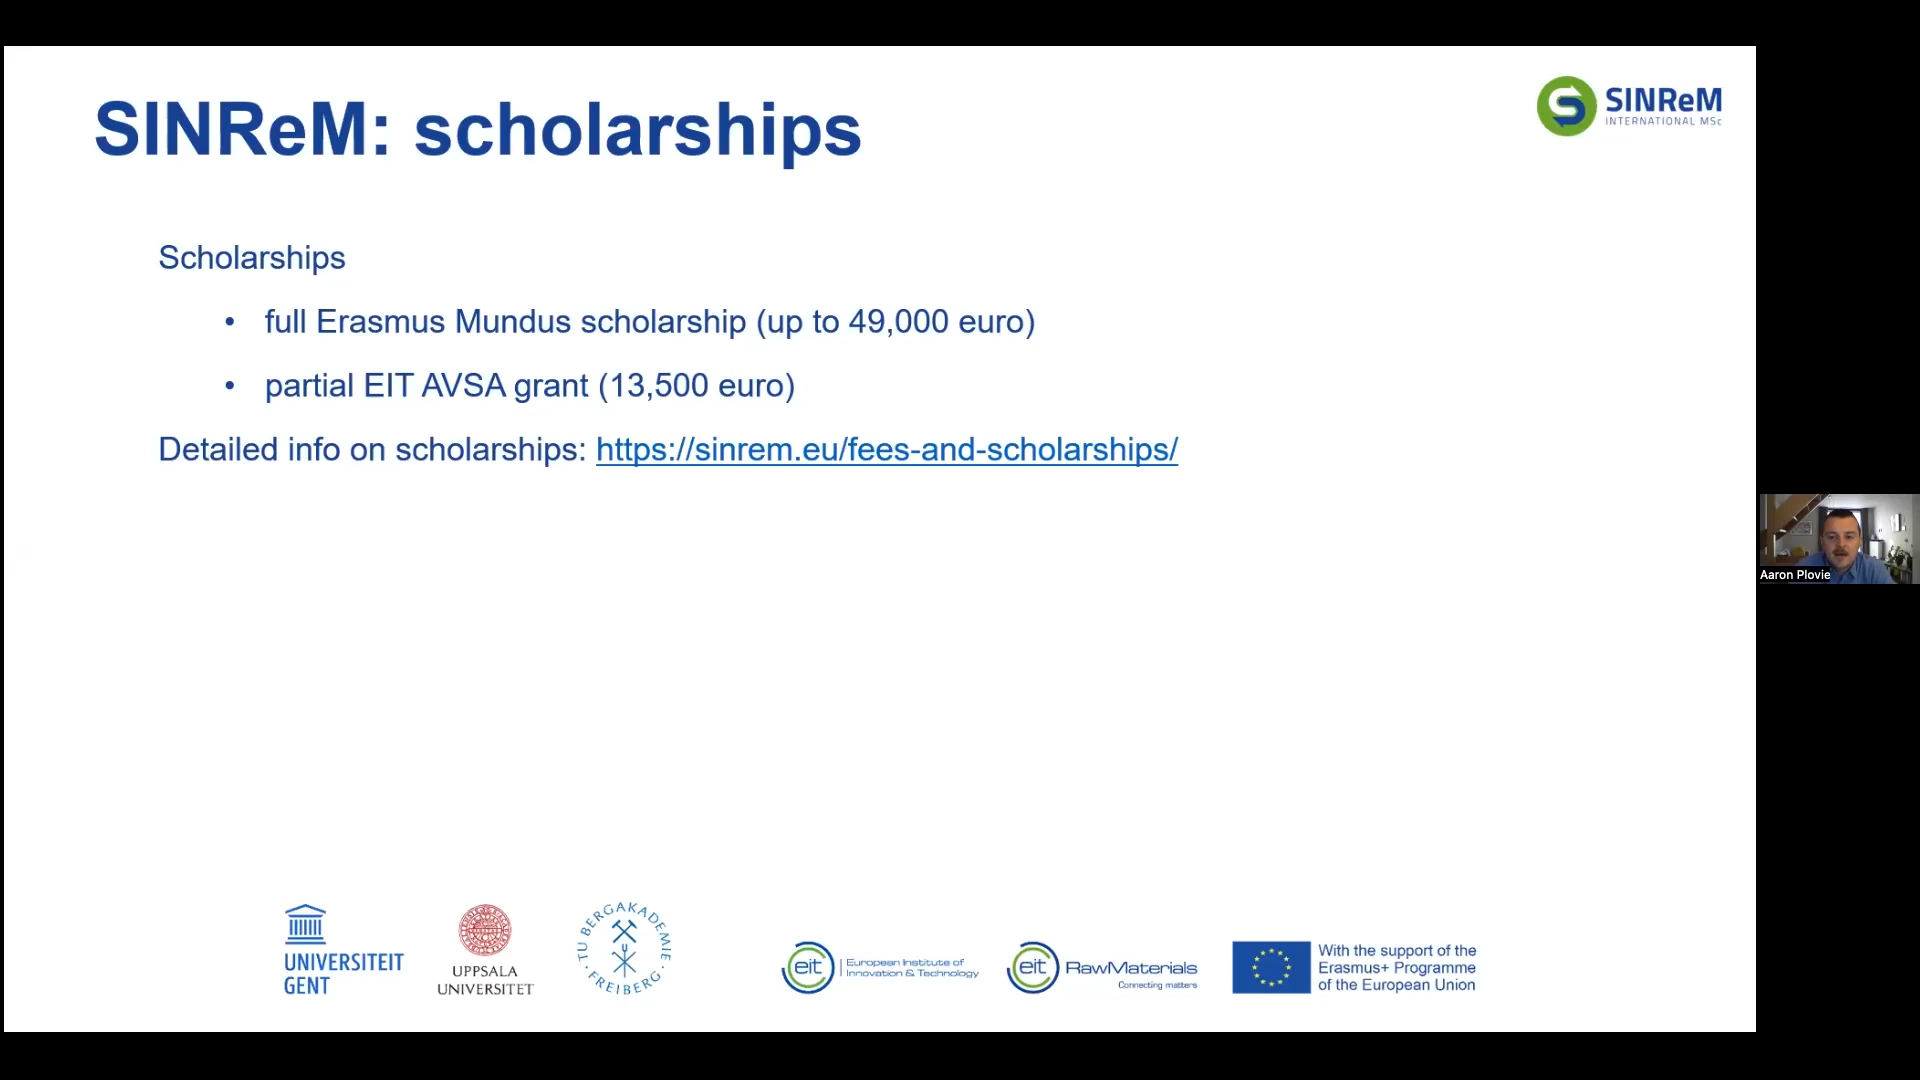 SINReM: scholarships
SINReM
INTERNATIONAL MSc
Scholarships
• full Erasmus Mundus scholarship (up to 49,000 euro)
• partial EIT AVSA grant (13,500 euro)
Detailed info on scholarships: https://sinrem.eu/fees-and-scholarships/
Aaron Plovie
UNIVERSITEIT
GENT
UPPSALA
UNIVERSITET
TU BERGAKADEMIE
· FREIBERG ·
eit
European Institute of
Innovation & Technology
eit
RawMaterials
Connecting matters
With the support of the
Erasmus+ Programme
of the European Union